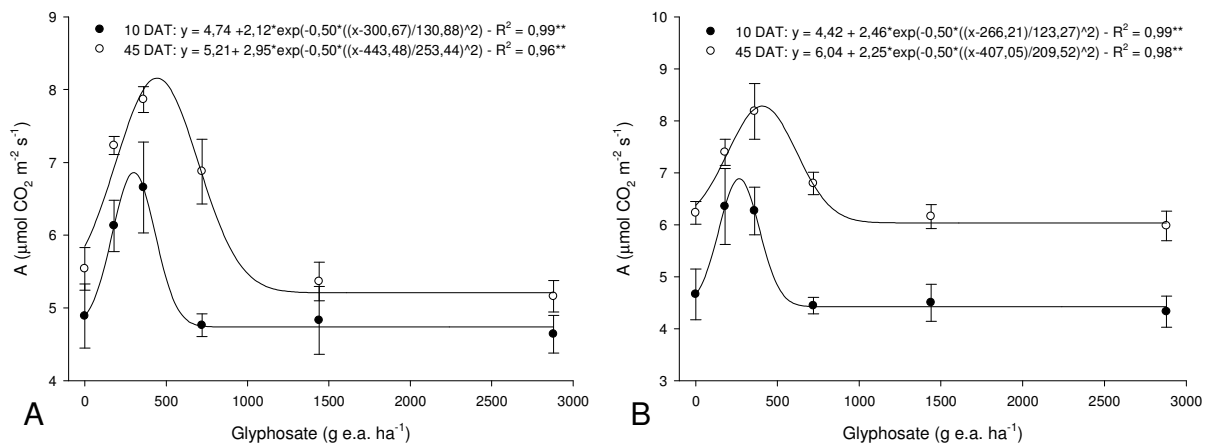 10 DAT: y = 4,74 +2,12*exp(-0,50*((x-300,67)/130,88)^2) - R² = 0,99**
45 DAT: y = 5,21+ 2,95*exp(-0,50*((x-443,48)/253,44)^2) - R² = 0,96**
A (μmol CO₂ m⁻² s⁻¹)
9
8
7
6
5
4
0 500 1000 1500 2000 2500 3000
Glyphosate (g e.a. ha⁻¹)
A
10 DAT: y = 4,42 + 2,46*exp(-0,50*((x-266,21)/123,27)^2) - R² = 0,99**
45 DAT: y = 6,04 + 2,25*exp(-0,50*((x-407,05)/209,52)^2) - R² = 0,98**
A (μmol CO₂ m⁻² s⁻¹)
10
9
8
7
6
5
4
3
0 500 1000 1500 2000 2500 3000
Glyphosate (g e.a. ha⁻¹)
B